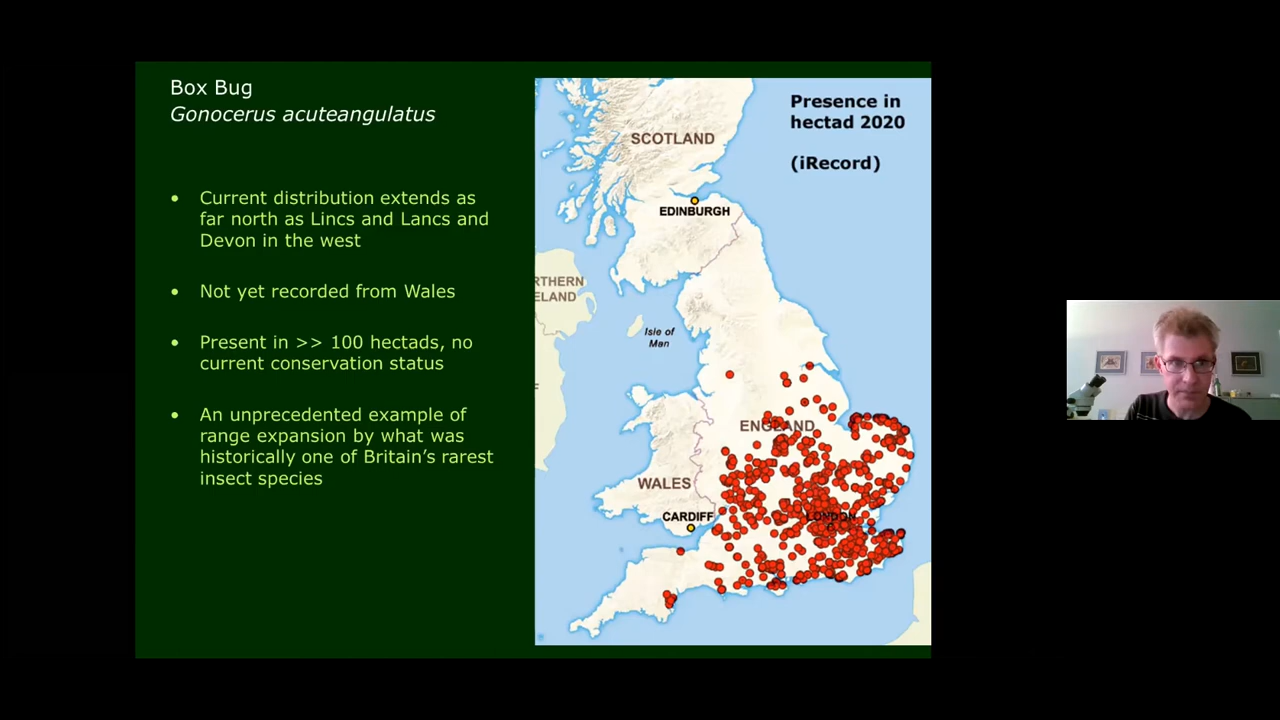 Box Bug
Gonocerus acuteangulatus
• Current distribution extends as
far north as Lincs and Lancs and
Devon in the west
• Not yet recorded from Wales
• Present in >> 100 hectads, no
current conservation status
• An unprecedented example of
range expansion by what was
historically one of Britain's rarest
insect species
Presence in
hectad 2020
(iRecord)
SCOTLAND
EDINBURGH
RTHERN
ELAND
Isle of
Man
F
ENGLAND
WALES
CARDIFF
LONDON